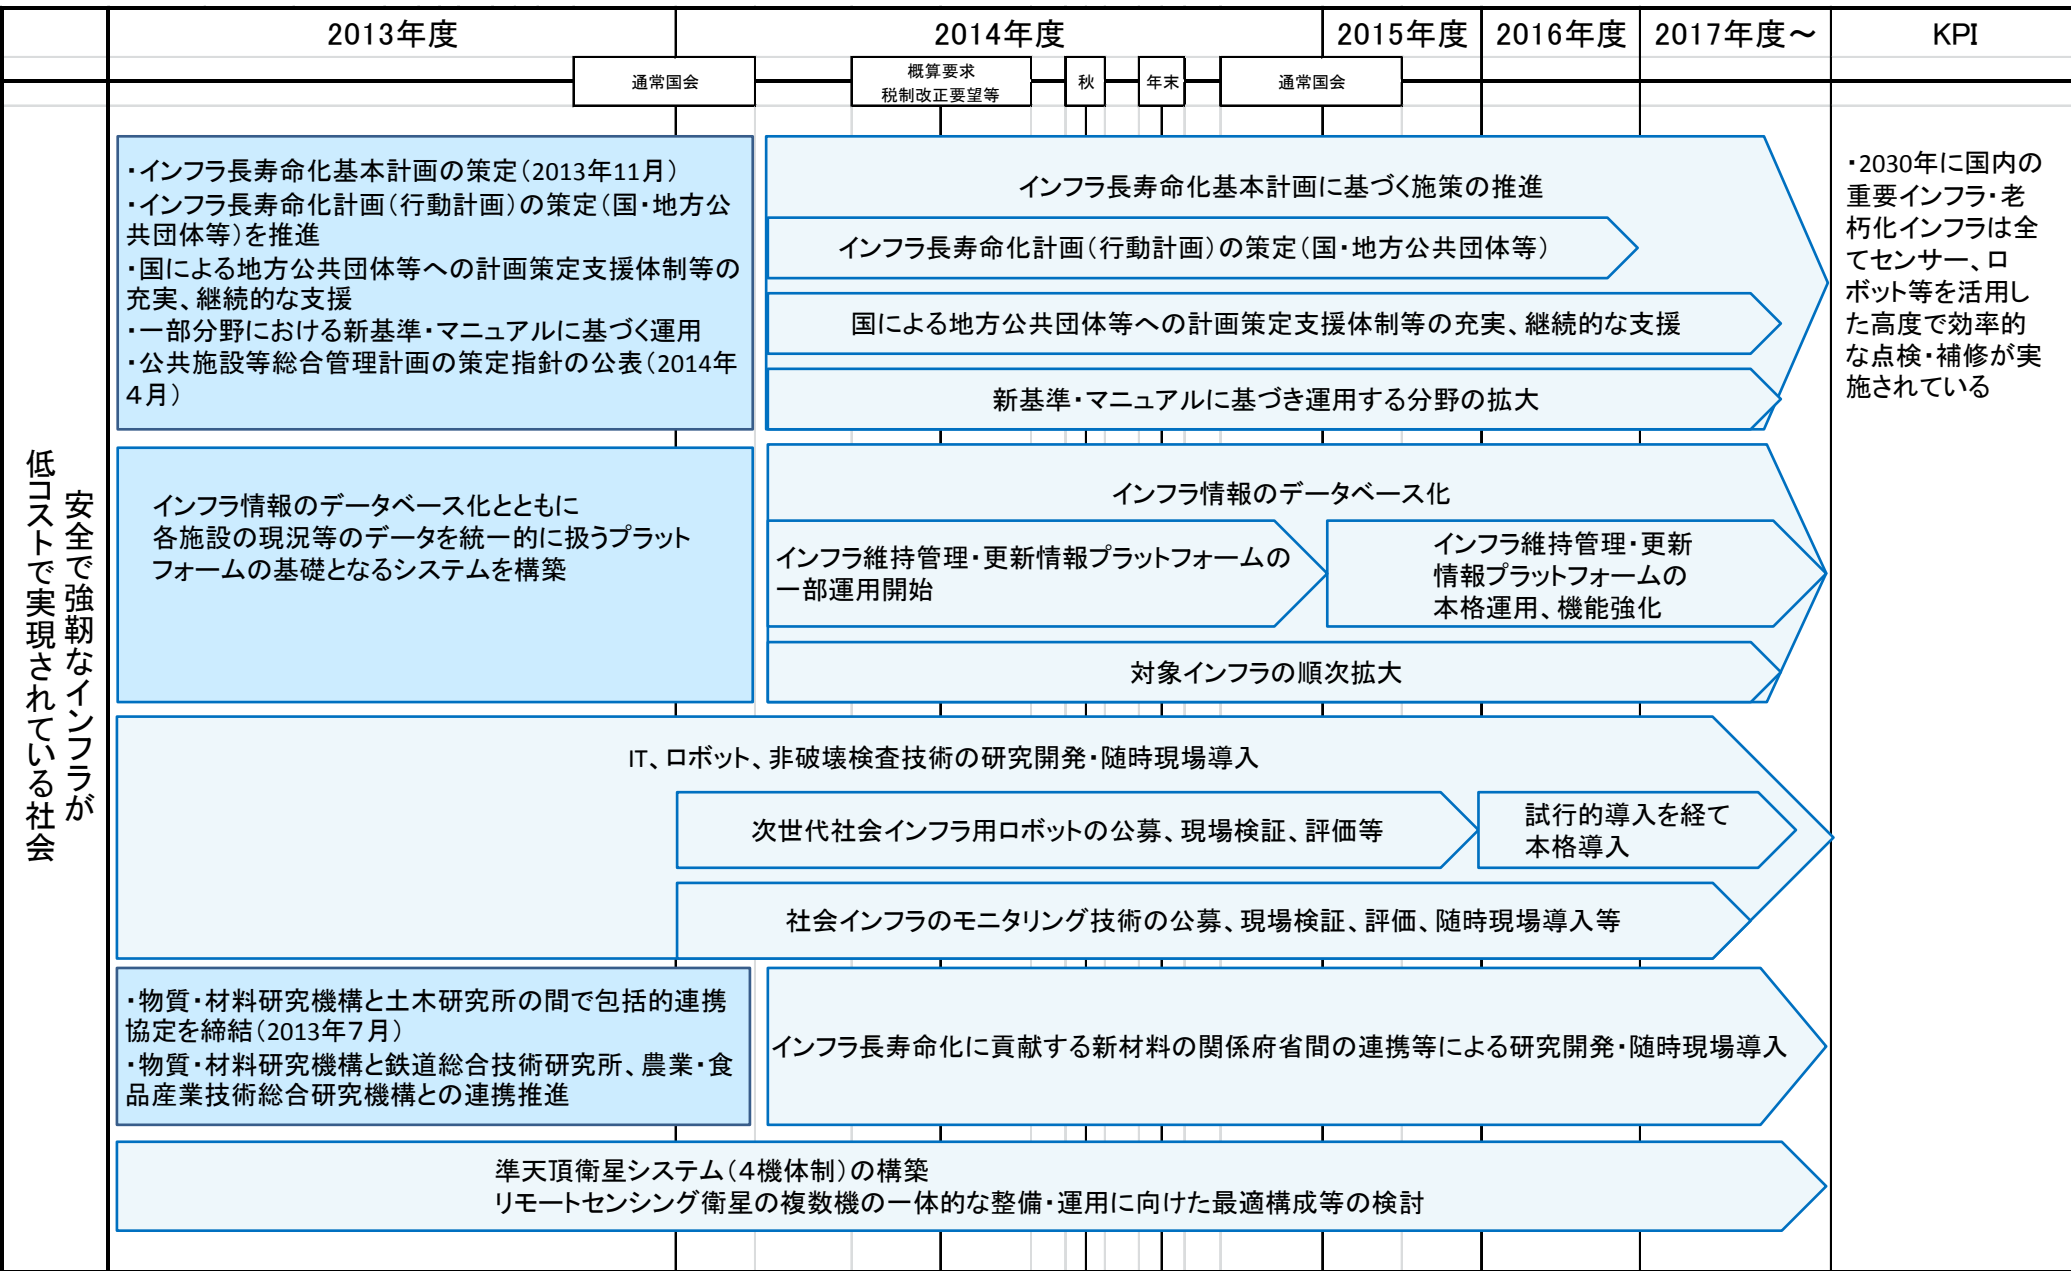 2013年度
2014年度
2015年度
2016年度
2017年度～
KPI
通常国会
概算要求
税制改正要望等
秋
年末
通常国会
安全で強靭なインフラが
低コストで実現されている社会
・インフラ長寿命化基本計画の策定（2013年11月）
・インフラ長寿命化計画（行動計画）の策定（国・地方公
共団体等）を推進
・国による地方公共団体等への計画策定支援体制等の
充実、継続的な支援
・一部分野における新基準・マニュアルに基づく運用
・公共施設等総合管理計画の策定指針の公表（2014年
４月）
インフラ長寿命化基本計画に基づく施策の推進
インフラ長寿命化計画（行動計画）の策定（国・地方公共団体等）
国による地方公共団体等への計画策定支援体制等の充実、継続的な支援
新基準・マニュアルに基づき運用する分野の拡大
・2030年に国内の
重要インフラ・老
朽化インフラは全
てセンサー、ロ
ボット等を活用し
た高度で効率的
な点検・補修が実
施されている
インフラ情報のデータベース化とともに
各施設の現況等のデータを統一的に扱うプラット
フォームの基礎となるシステムを構築
インフラ情報のデータベース化
インフラ維持管理・更新情報プラットフォームの
一部運用開始
インフラ維持管理・更新
情報プラットフォームの
本格運用、機能強化
対象インフラの順次拡大
IT、ロボット、非破壊検査技術の研究開発・随時現場導入
次世代社会インフラ用ロボットの公募、現場検証、評価等
試行的導入を経て
本格導入
社会インフラのモニタリング技術の公募、現場検証、評価、随時現場導入等
・物質・材料研究機構と土木研究所の間で包括的連携
協定を締結（2013年７月）
・物質・材料研究機構と鉄道総合技術研究所、農業・食
品産業技術総合研究機構との連携推進
インフラ長寿命化に貢献する新材料の関係府省間の連携等による研究開発・随時現場導入
準天頂衛星システム（４機体制）の構築
リモートセンシング衛星の複数機の一体的な整備・運用に向けた最適構成等の検討